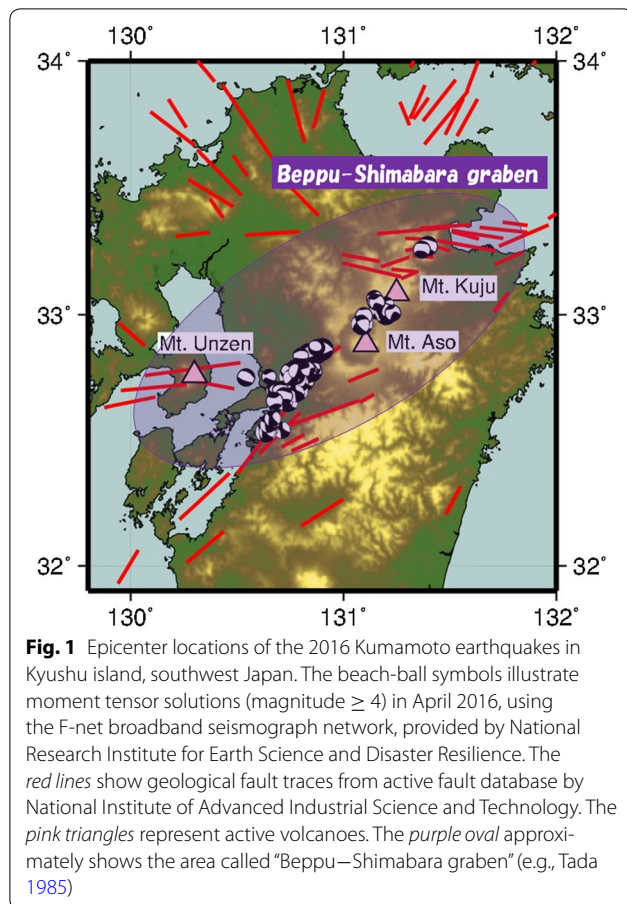 130˚ 131˚ 132˚
34˚ 34˚
Beppu-Shimabara graben
Mt. Kuju
33˚ 33˚
Mt. Unzen Mt. Aso
32˚ 32˚
130˚ 131˚ 132˚
Fig. 1 Epicenter locations of the 2016 Kumamoto earthquakes in
Kyushu island, southwest Japan. The beach-ball symbols illustrate
moment tensor solutions (magnitude ≥ 4) in April 2016, using
the F-net broadband seismograph network, provided by National
Research Institute for Earth Science and Disaster Resilience. The
red lines show geological fault traces from active fault database by
National Institute of Advanced Industrial Science and Technology. The
pink triangles represent active volcanoes. The purple oval approxi-
mately shows the area called “Beppu−Shimabara graben” (e.g., Tada
1985)